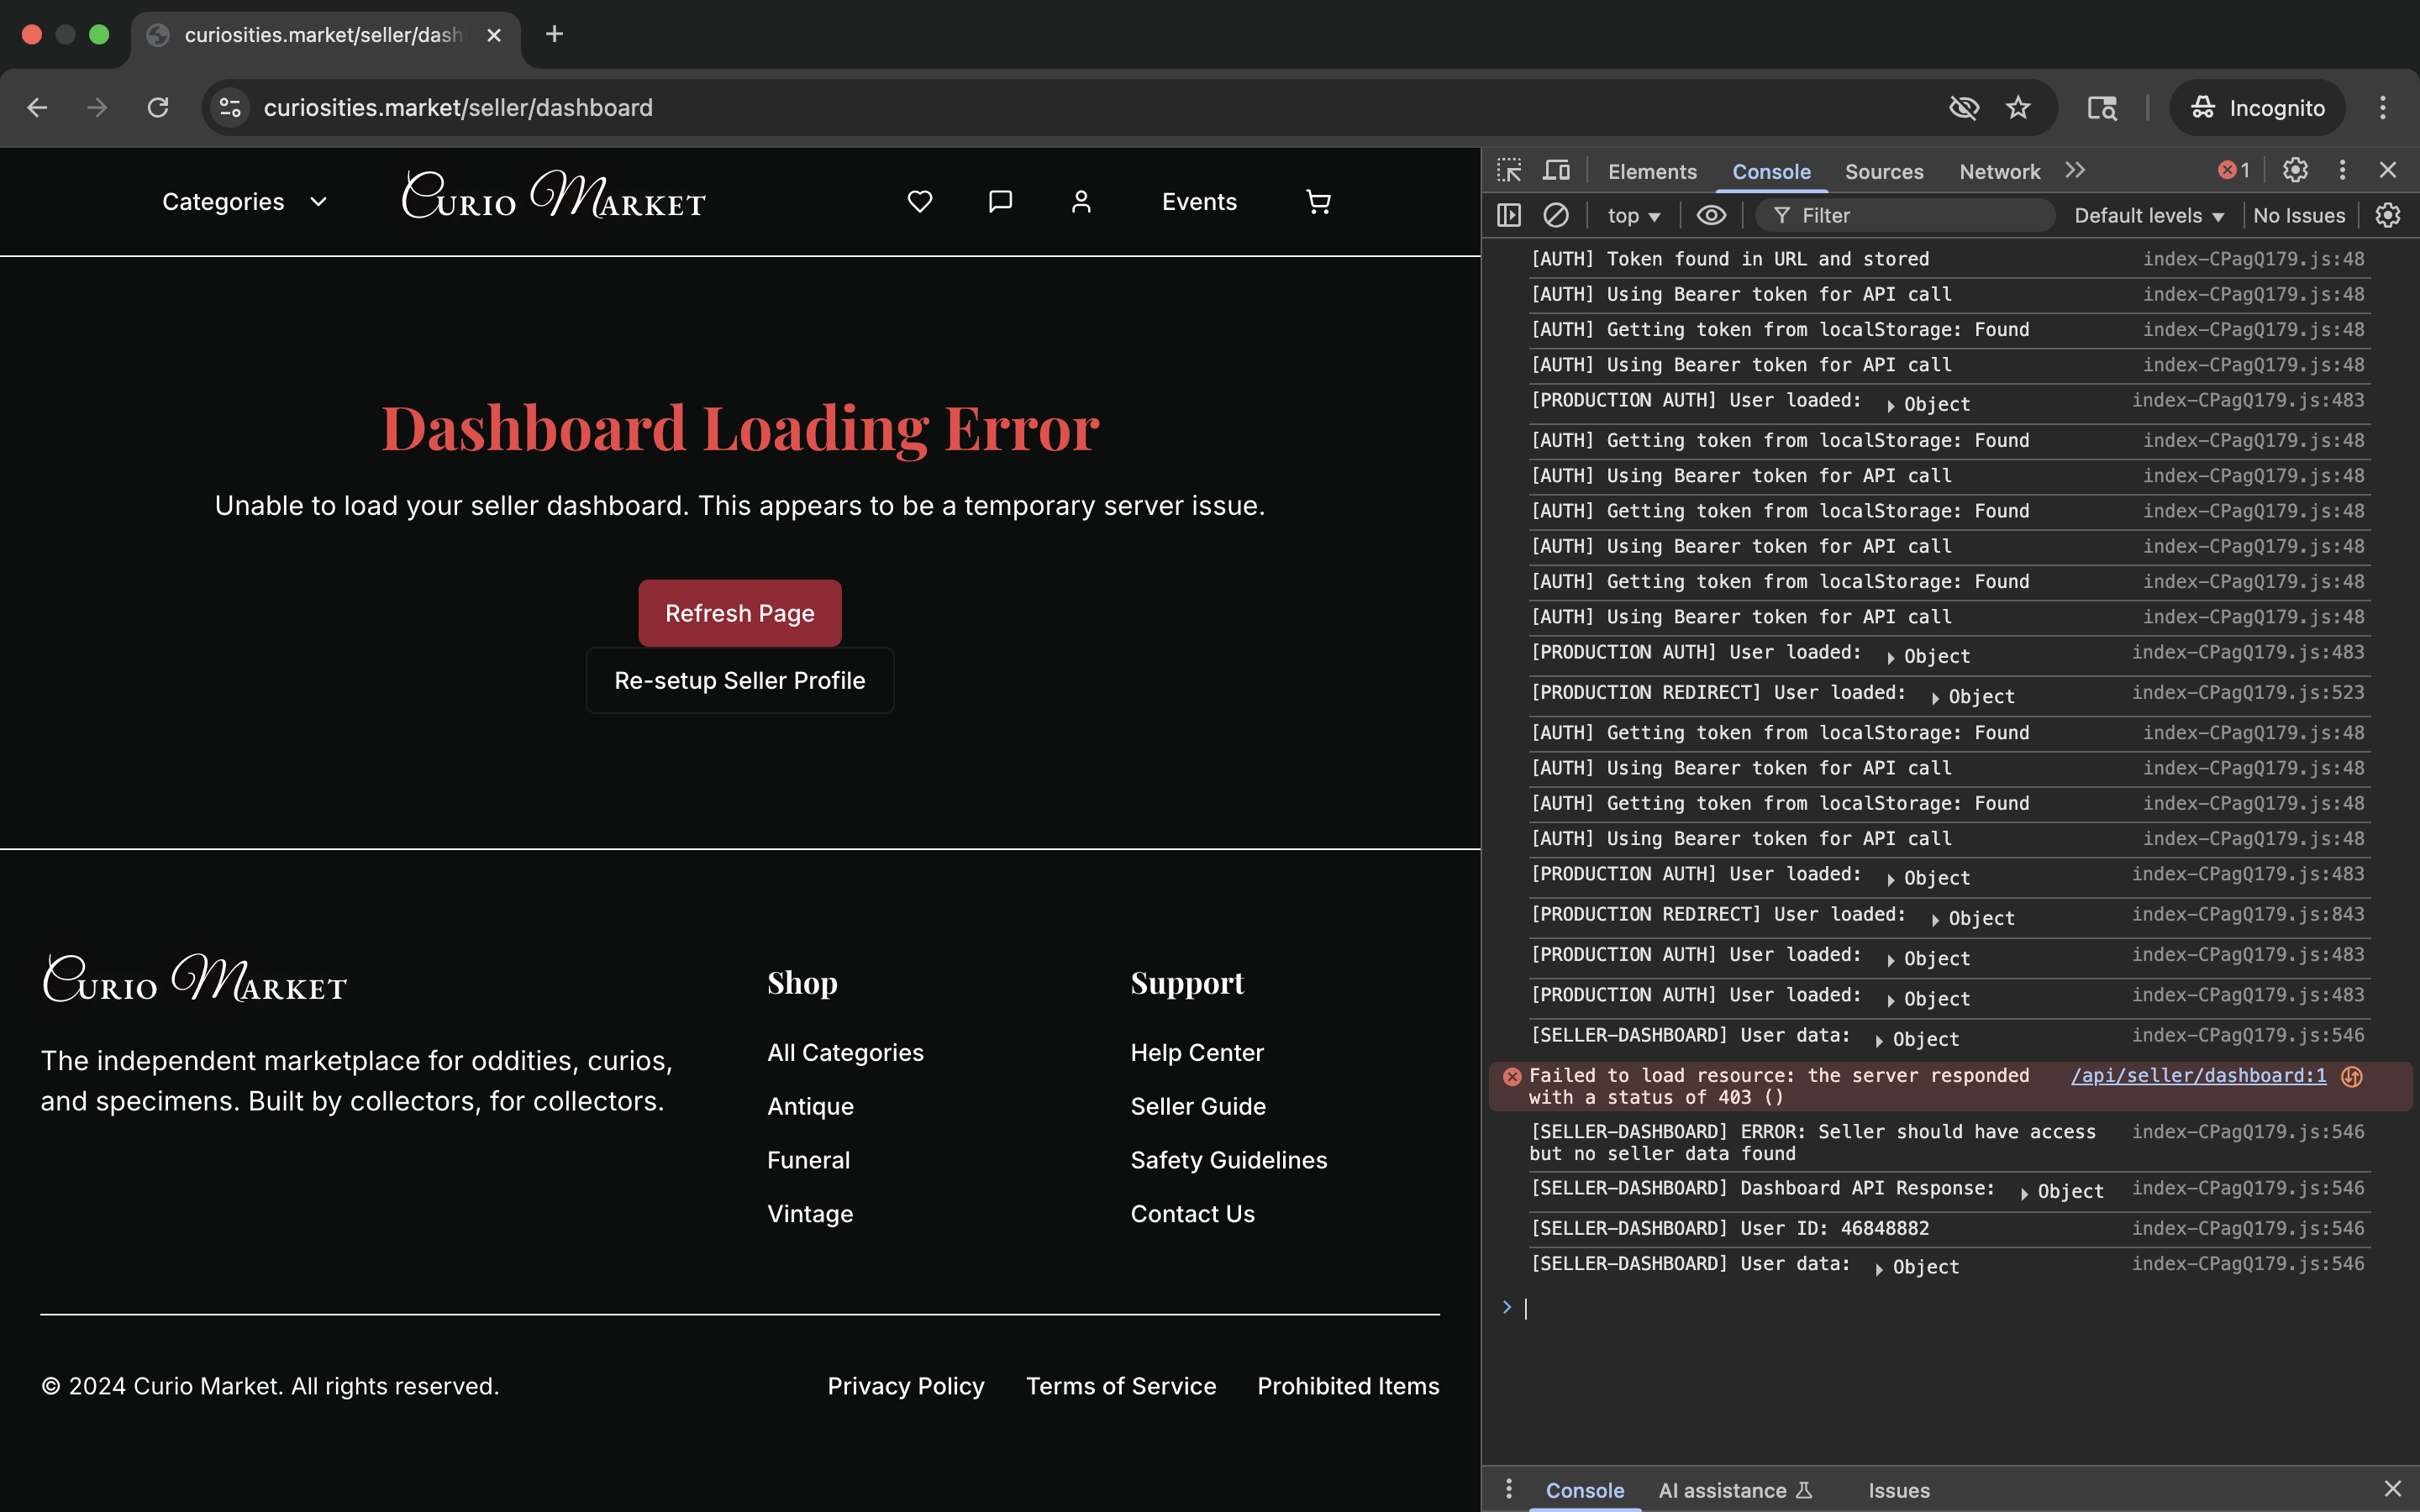 curiosities.market/seller/dash
curiosities.market/seller/dashboard
Incognito
Categories
Curio Market
Events
Dashboard Loading Error
Unable to load your seller dashboard. This appears to be a temporary server issue.
Refresh Page
Re-setup Seller Profile
Curio Market
The independent marketplace for oddities, curios,
and specimens. Built by collectors, for collectors.
Shop
All Categories
Antique
Funeral
Vintage
Support
Help Center
Seller Guide
Safety Guidelines
Contact Us
© 2024 Curio Market. All rights reserved.
Privacy Policy Terms of Service Prohibited Items
Elements Console Sources Network 1
top Filter Default levels No Issues
[AUTH] Token found in URL and stored index-CPagQ179.js:48
[AUTH] Using Bearer token for API call index-CPagQ179.js:48
[AUTH] Getting token from localStorage: Found index-CPagQ179.js:48
[AUTH] Using Bearer token for API call index-CPagQ179.js:48
[PRODUCTION AUTH] User loaded: Object index-CPagQ179.js:483
[AUTH] Getting token from localStorage: Found index-CPagQ179.js:48
[AUTH] Using Bearer token for API call index-CPagQ179.js:48
[AUTH] Getting token from localStorage: Found index-CPagQ179.js:48
[AUTH] Using Bearer token for API call index-CPagQ179.js:48
[AUTH] Getting token from localStorage: Found index-CPagQ179.js:48
[AUTH] Using Bearer token for API call index-CPagQ179.js:48
[PRODUCTION AUTH] User loaded: Object index-CPagQ179.js:483
[PRODUCTION REDIRECT] User loaded: Object index-CPagQ179.js:523
[AUTH] Getting token from localStorage: Found index-CPagQ179.js:48
[AUTH] Using Bearer token for API call index-CPagQ179.js:48
[AUTH] Getting token from localStorage: Found index-CPagQ179.js:48
[AUTH] Using Bearer token for API call index-CPagQ179.js:48
[PRODUCTION AUTH] User loaded: Object index-CPagQ179.js:483
[PRODUCTION REDIRECT] User loaded: Object index-CPagQ179.js:843
[PRODUCTION AUTH] User loaded: Object index-CPagQ179.js:483
[PRODUCTION AUTH] User loaded: Object index-CPagQ179.js:483
[SELLER-DASHBOARD] User data: Object index-CPagQ179.js:546
Failed to load resource: the server responded /api/seller/dashboard:1
with a status of 403 ()
[SELLER-DASHBOARD] ERROR: Seller should have access index-CPagQ179.js:546
but no seller data found
[SELLER-DASHBOARD] Dashboard API Response: Object index-CPagQ179.js:546
[SELLER-DASHBOARD] User ID: 46848882 index-CPagQ179.js:546
[SELLER-DASHBOARD] User data: Object index-CPagQ179.js:546
Console AI assistance Issues